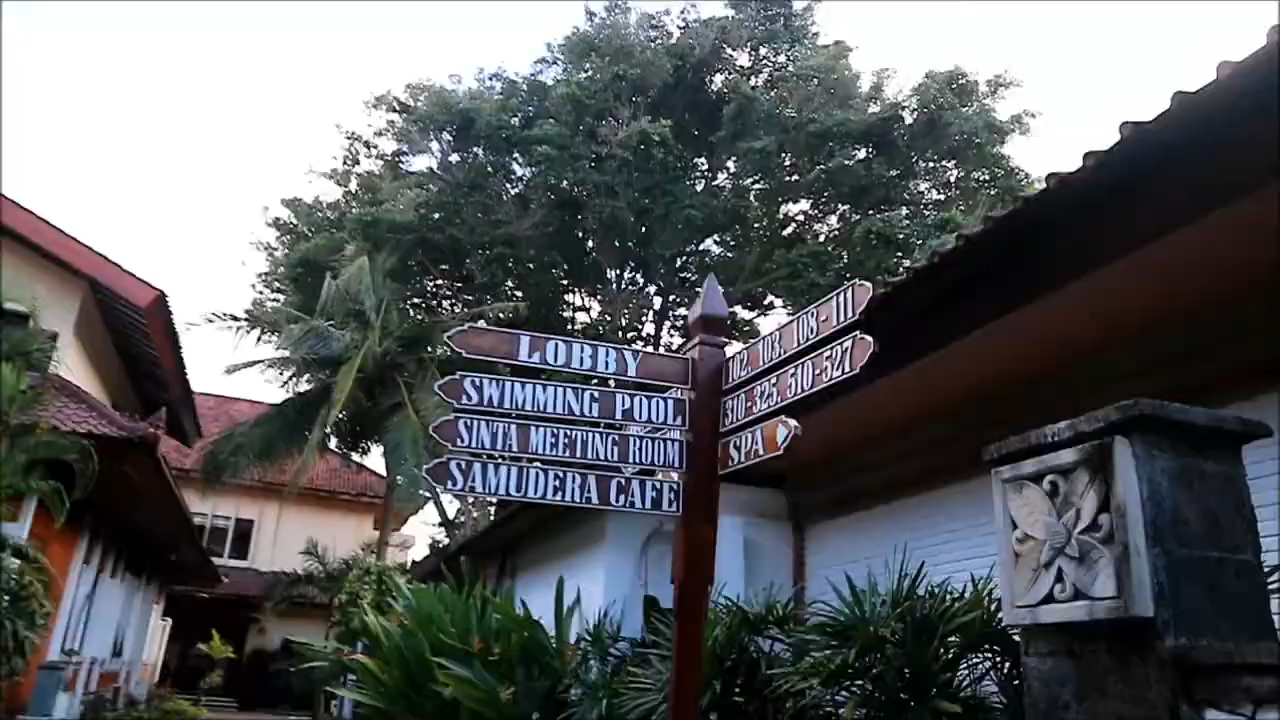 LOBBY
SWIMMING POOL
SINTA MEETING ROOM
SAMUDERA CAFE
102, 103, 108 - 111
310-325, 510-527
SPA